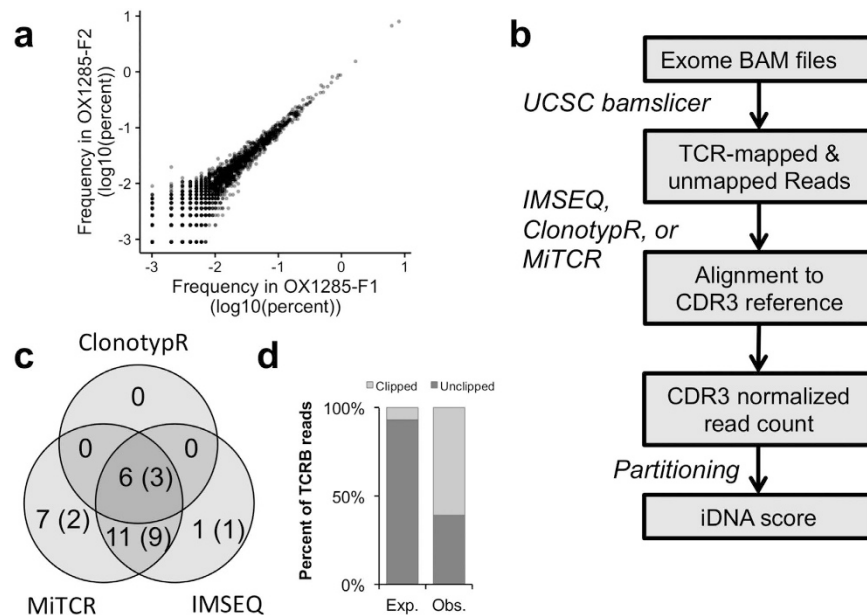 a
Frequency in OX1285-F2
(log10(percent))
1
0
-1
-2
-3
-3
-2
-1
0
1
Frequency in OX1285-F1
(log10(percent))
b
Exome BAM files
UCSC bamslicer
TCR-mapped &
unmapped Reads
IMSEQ,
ClonotypR, or
MiTCR
Alignment to
CDR3 reference
CDR3 normalized
read count
Partitioning
iDNA score
c
ClonotypR
0
0
0
6 (3)
7 (2)
11 (9)
1 (1)
MiTCR
IMSEQ
d
Clipped
Unclipped
Percent of TCRB reads
100%
50%
0%
Exp.
Obs.